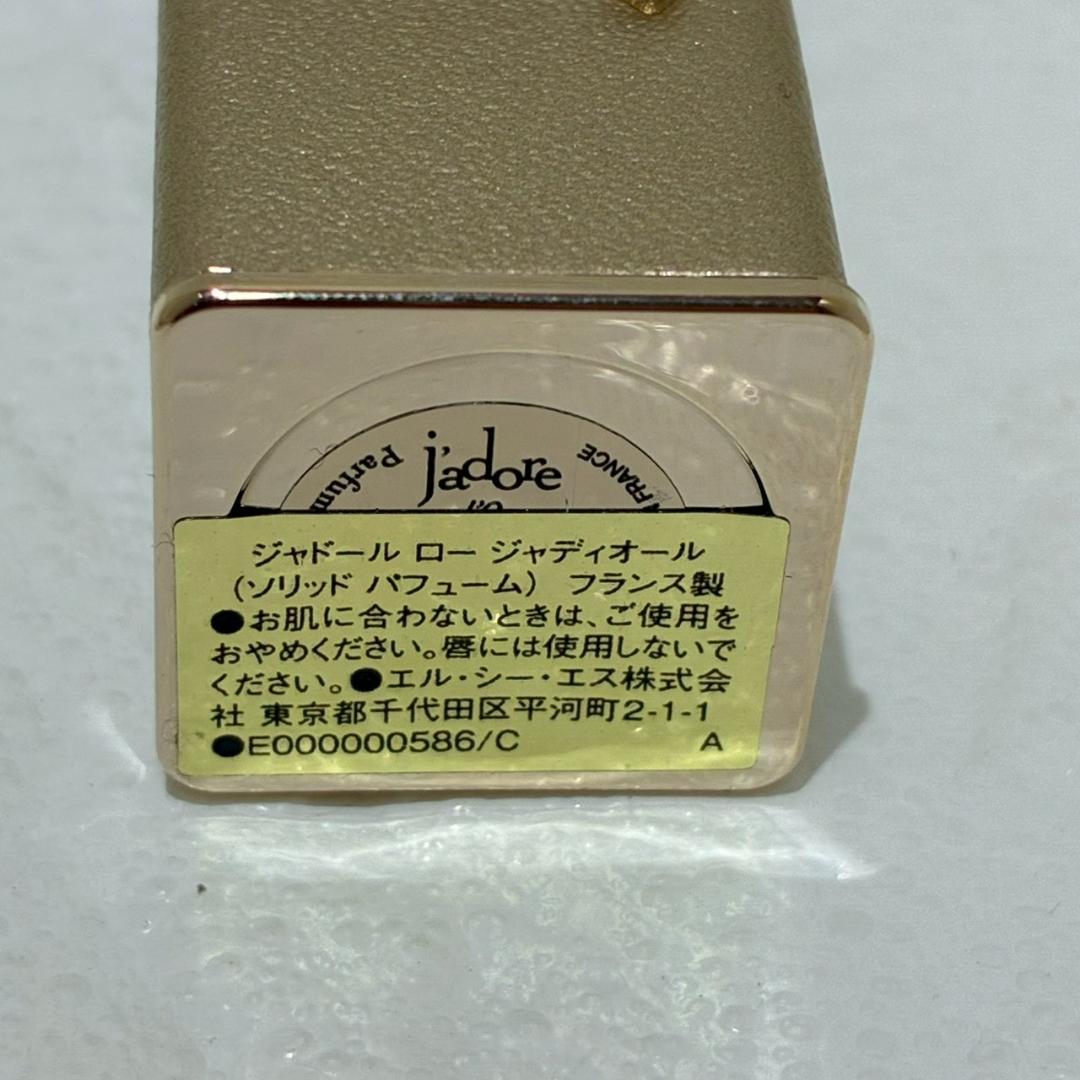 Parfum
j'adore
FRANCE
ジャドール ロー ジャディオール
(ソリッド パフューム) フランス製
●お肌に合わないときは、ご使用を
おやめください。唇には使用しないで
ください。●エル・シー・エス株式会
社 東京都千代田区平河町2-1-1
●E000000586/C A